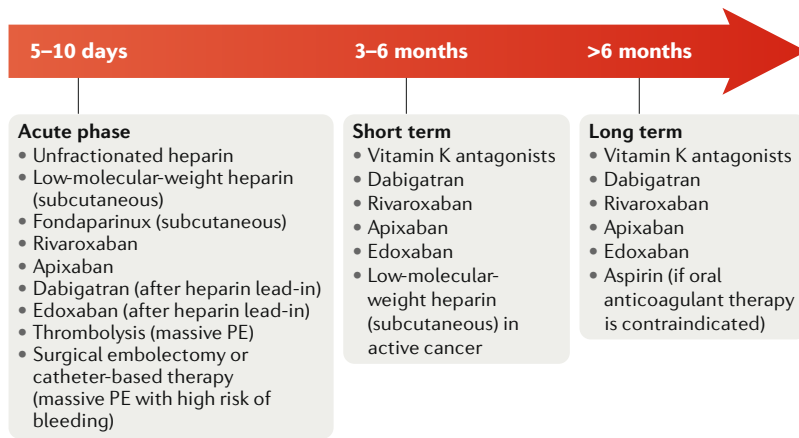 5–10 days
3–6 months
>6 months
Acute phase
• Unfractionated heparin
• Low-molecular-weight heparin
(subcutaneous)
• Fondaparinux (subcutaneous)
• Rivaroxaban
• Apixaban
• Dabigatran (after heparin lead-in)
• Edoxaban (after heparin lead-in)
• Thrombolysis (massive PE)
• Surgical embolectomy or
catheter-based therapy
(massive PE with high risk of
bleeding)
Short term
• Vitamin K antagonists
• Dabigatran
• Rivaroxaban
• Apixaban
• Edoxaban
• Low-molecular-
weight heparin
(subcutaneous) in
active cancer
Long term
• Vitamin K antagonists
• Dabigatran
• Rivaroxaban
• Apixaban
• Edoxaban
• Aspirin (if oral
anticoagulant therapy
is contraindicated)